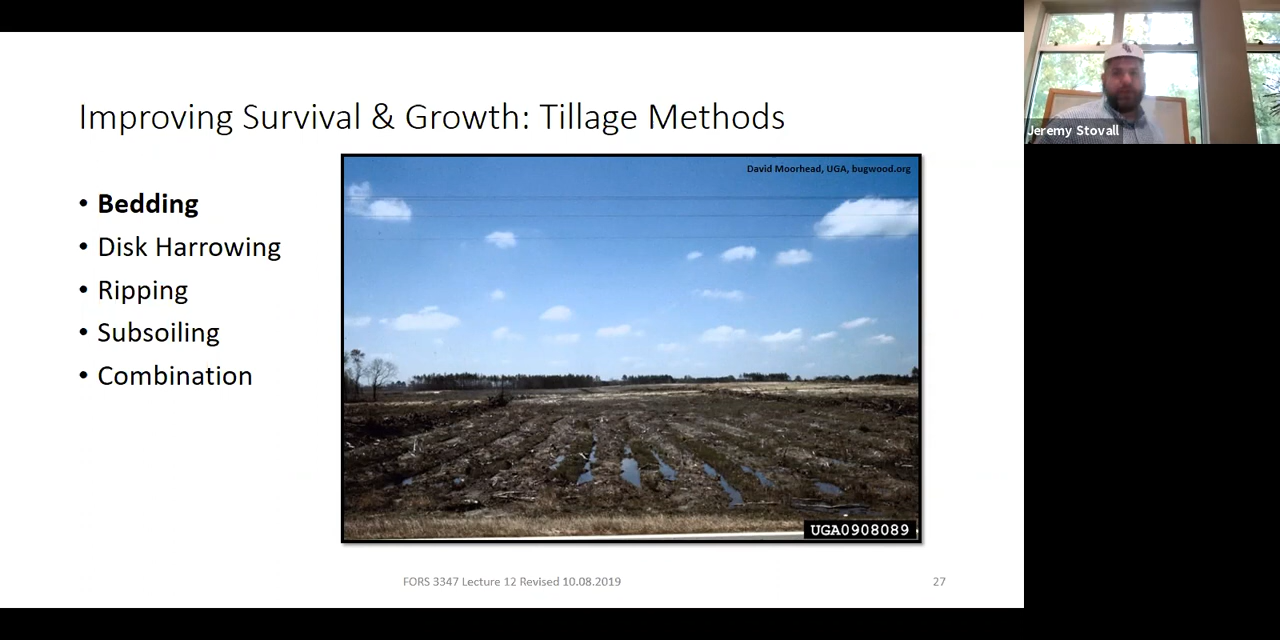 Improving Survival & Growth: Tillage Methods
• Bedding
• Disk Harrowing
• Ripping
• Subsoiling
• Combination
David Moorhead, UGA, bugwood.org
UGA0908089
FORS 3347 Lecture 12 Revised 10.08.2019
27
Jeremy Stovall